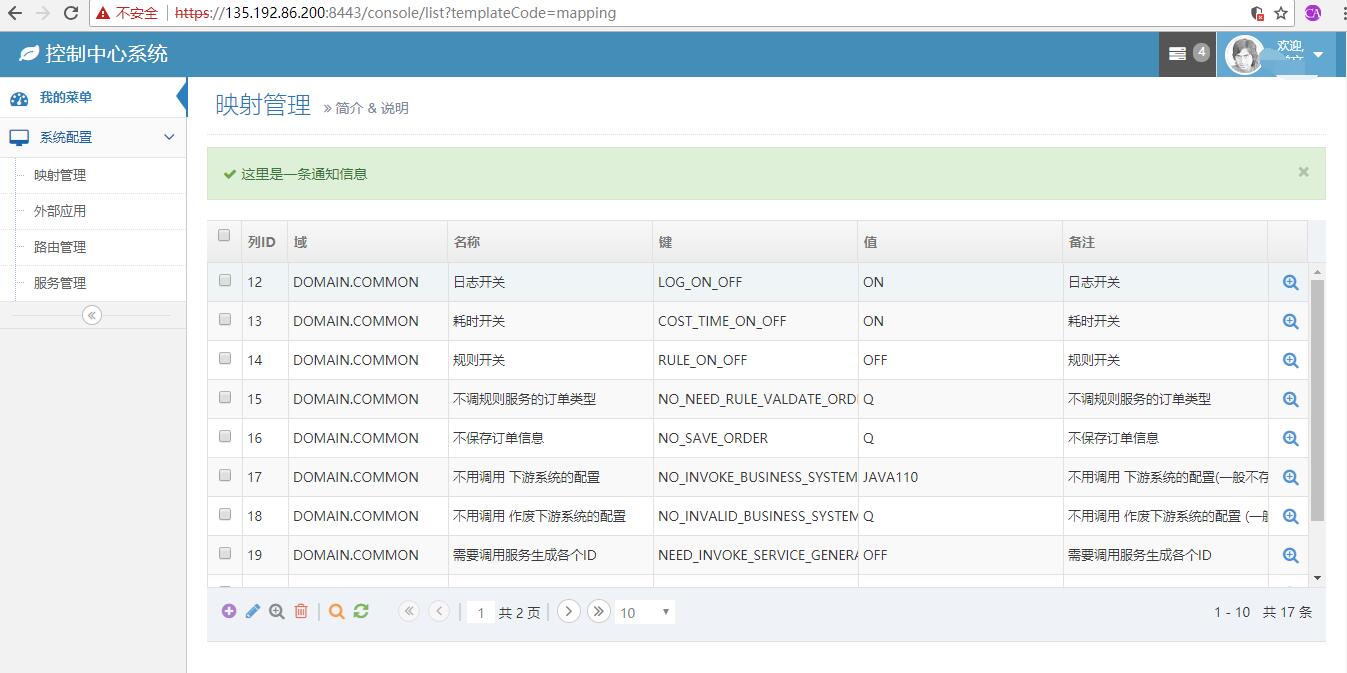 不安全 https://135.192.86.200:8443/console/list?templateCode=mapping CA
控制中心系统 4 欢迎,
我的菜单
系统配置
映射管理
外部应用
路由管理
服务管理
映射管理 » 简介 & 说明
这里是一条通知信息 ×
列ID 域 名称 键 值 备注
12 DOMAIN.COMMON 日志开关 LOG_ON_OFF ON 日志开关
13 DOMAIN.COMMON 耗时开关 COST_TIME_ON_OFF ON 耗时开关
14 DOMAIN.COMMON 规则开关 RULE_ON_OFF OFF 规则开关
15 DOMAIN.COMMON 不调规则服务的订单类型 NO_NEED_RULE_VALDATE_ORD Q 不调规则服务的订单类型
16 DOMAIN.COMMON 不保存订单信息 NO_SAVE_ORDER Q 不保存订单信息
17 DOMAIN.COMMON 不用调用 下游系统的配置 NO_INVOKE_BUSINESS_SYSTEM JAVA110 不用调用 下游系统的配置(一般不存
18 DOMAIN.COMMON 不用调用 作废下游系统的配置 NO_INVALID_BUSINESS_SYSTEM Q 不用调用 作废下游系统的配置 (一般
19 DOMAIN.COMMON 需要调用服务生成各个ID NEED_INVOKE_SERVICE_GENERA OFF 需要调用服务生成各个ID
1 共 2 页 10 1 - 10 共 17 条